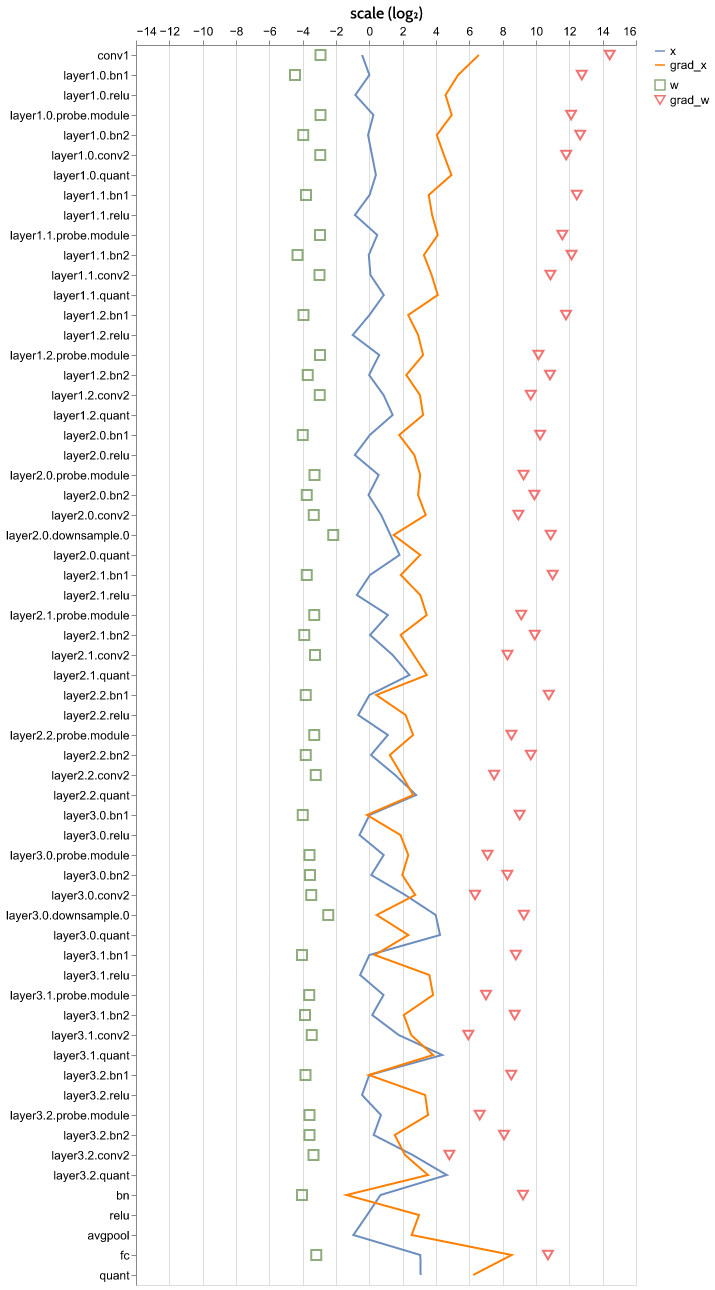 scale (log₂)
−14 −12 −10 −8 −6 −4 −2 0 2 4 6 8 10 12 14 16
x
grad_x
w
grad_w
conv1
layer1.0.bn1
layer1.0.relu
layer1.0.probe.module
layer1.0.bn2
layer1.0.conv2
layer1.0.quant
layer1.1.bn1
layer1.1.relu
layer1.1.probe.module
layer1.1.bn2
layer1.1.conv2
layer1.1.quant
layer1.2.bn1
layer1.2.relu
layer1.2.probe.module
layer1.2.bn2
layer1.2.conv2
layer1.2.quant
layer2.0.bn1
layer2.0.relu
layer2.0.probe.module
layer2.0.bn2
layer2.0.conv2
layer2.0.downsample.0
layer2.0.quant
layer2.1.bn1
layer2.1.relu
layer2.1.probe.module
layer2.1.bn2
layer2.1.conv2
layer2.1.quant
layer2.2.bn1
layer2.2.relu
layer2.2.probe.module
layer2.2.bn2
layer2.2.conv2
layer2.2.quant
layer3.0.bn1
layer3.0.relu
layer3.0.probe.module
layer3.0.bn2
layer3.0.conv2
layer3.0.downsample.0
layer3.0.quant
layer3.1.bn1
layer3.1.relu
layer3.1.probe.module
layer3.1.bn2
layer3.1.conv2
layer3.1.quant
layer3.2.bn1
layer3.2.relu
layer3.2.probe.module
layer3.2.bn2
layer3.2.conv2
layer3.2.quant
bn
relu
avgpool
fc
quant